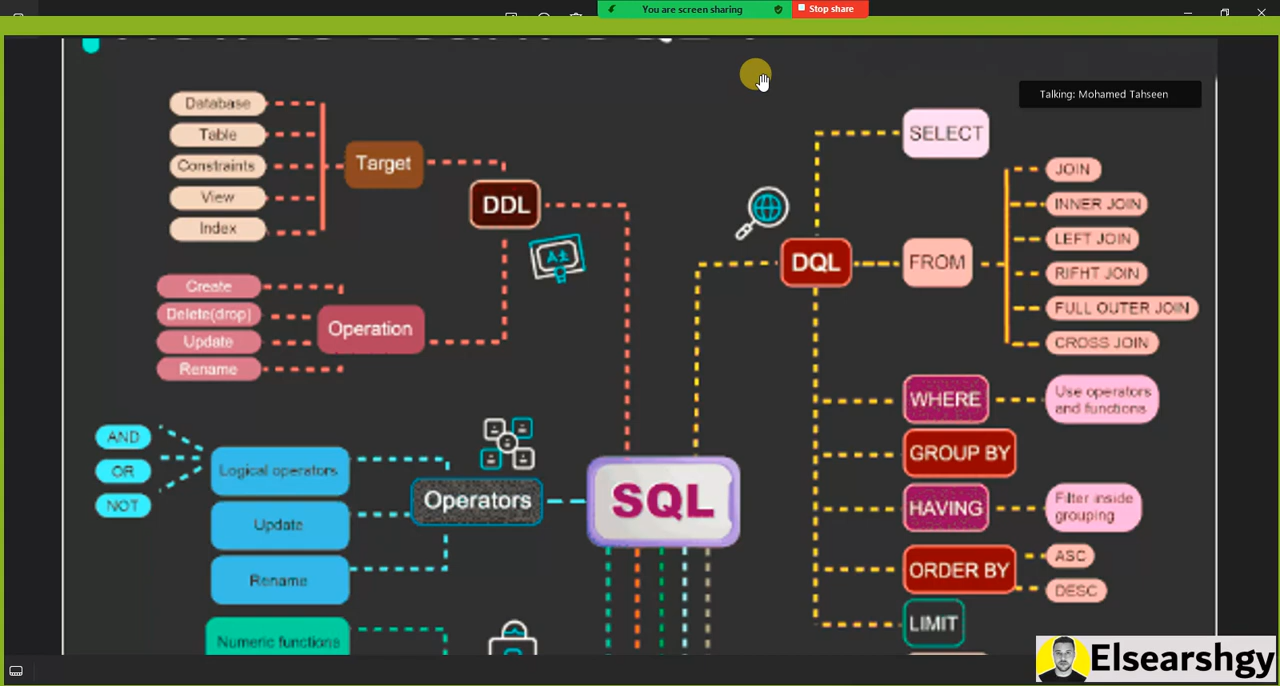 You are screen sharing
Stop share
Talking: Mohamed Tahseen
Database
Table
Constraints
View
Index
Target
DDL
Create
Delete(drop)
Update
Rename
Operation
AND
OR
NOT
Logical operators
Update
Rename
Operators
Numeric functions
SQL
DQL
SELECT
FROM
JOIN
INNER JOIN
LEFT JOIN
RIFHT JOIN
FULL OUTER JOIN
CROSS JOIN
WHERE
Use operators
and functions
GROUP BY
HAVING
Filter inside
grouping
ORDER BY
ASC
DESC
LIMIT
Elsearshgy